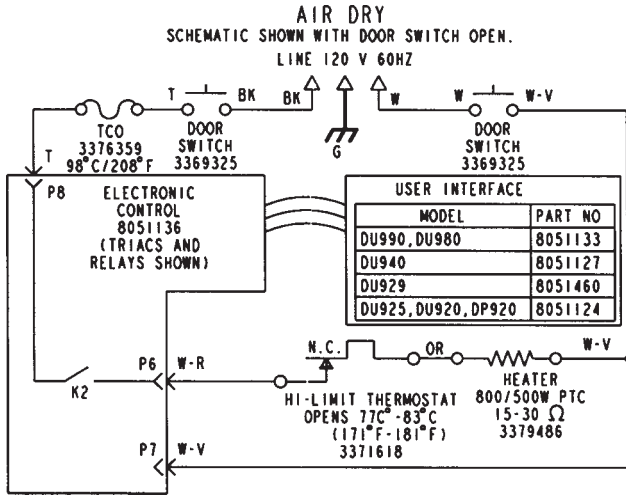 AIR DRY
SCHEMATIC SHOWN WITH DOOR SWITCH OPEN.
LINE 120 V 60HZ
T BK BK W W W-V
TCO
3376359
98°C/208°F
DOOR
SWITCH
3369325
G
DOOR
SWITCH
3369325
T
P8
ELECTRONIC
CONTROL
8051136
(TRIACS AND
RELAYS SHOWN)
USER INTERFACE
MODEL PART NO
DU990,DU980 8051133
DU940 8051127
DU929 8051460
DU925,DU920,DP920 8051124
K2
P6 W-R
N.C.
OR
W-V
HI-LIMIT THERMOSTAT
OPENS 77C°-83°C
(171°F-181°F)
3371618
HEATER
800/500W PTC
15-30 Ω
3379486
P7 W-V